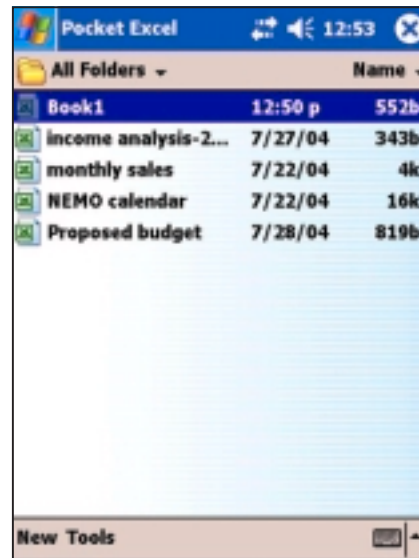 Pocket Excel 12:53
All Folders Name
Book1 12:50 p 552b
income analysis-2... 7/27/04 343b
monthly sales 7/22/04 4k
NEMO calendar 7/22/04 16k
Proposed budget 7/28/04 819b
New Tools